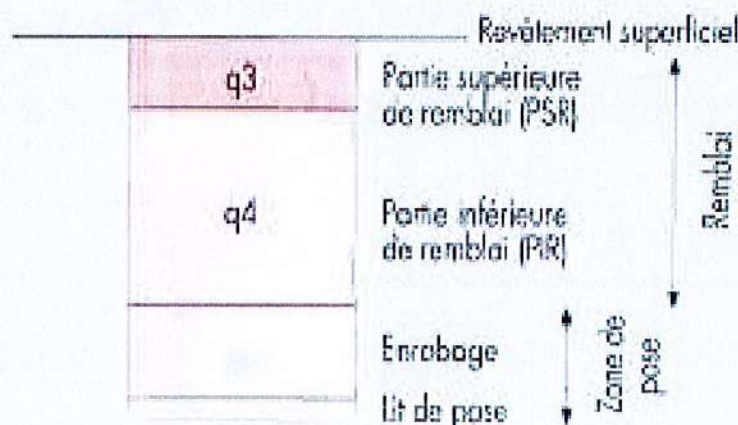 Revêtement superficiel
q3
Partie supérieure
de remblai (PSR)
q4
Partie inférieure
de remblai (PIR)
Remblai
Enrobage
Lit de pose
Zone de
pose